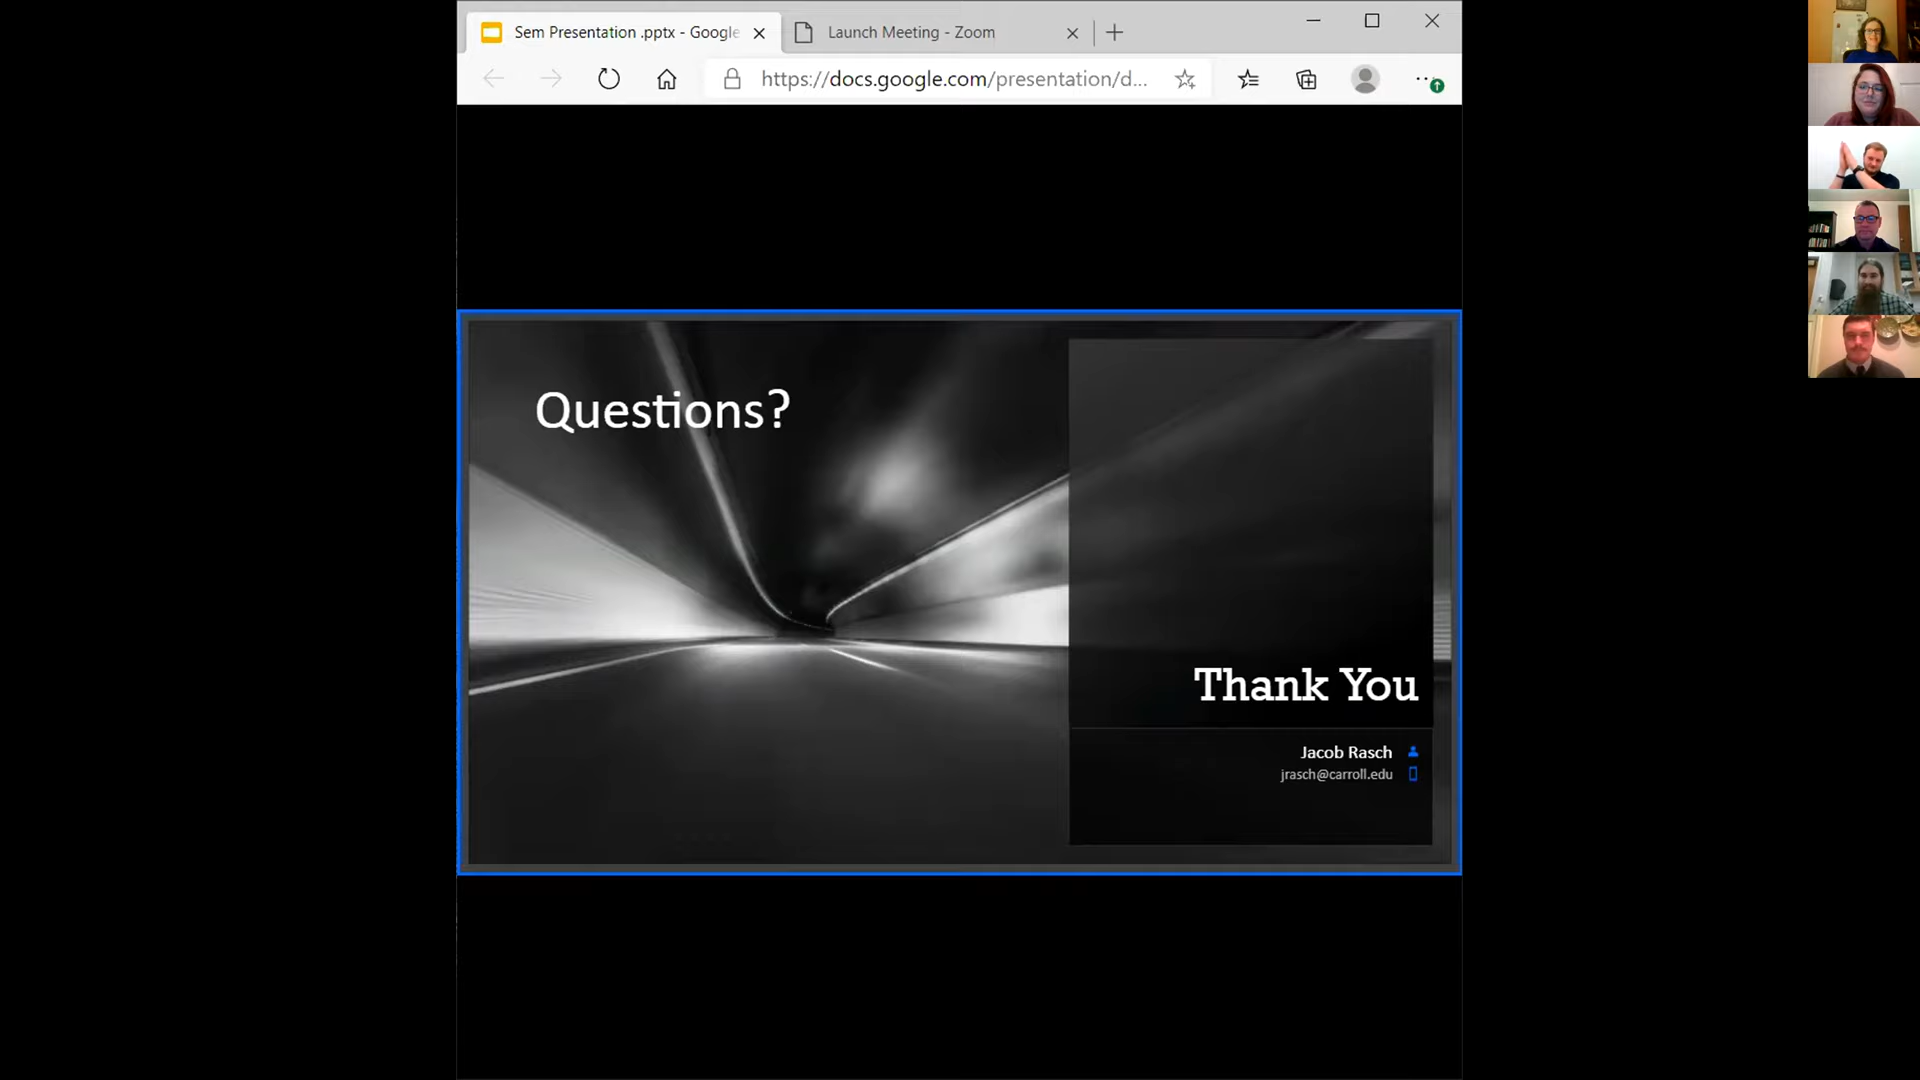 Sem Presentation .pptx - Google
Launch Meeting - Zoom
https://docs.google.com/presentation/d...
Questions?
Thank You
Jacob Rasch
jrasch@carroll.edu